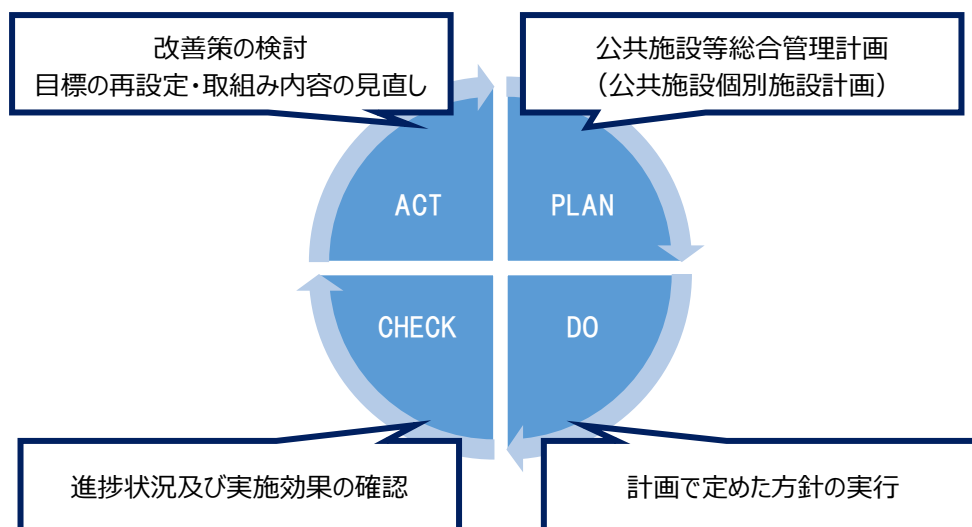 改善策の検討
目標の再設定・取組み内容の見直し
公共施設等総合管理計画
（公共施設個別施設計画）
ACT
PLAN
CHECK
DO
進捗状況及び実施効果の確認
計画で定めた方針の実行